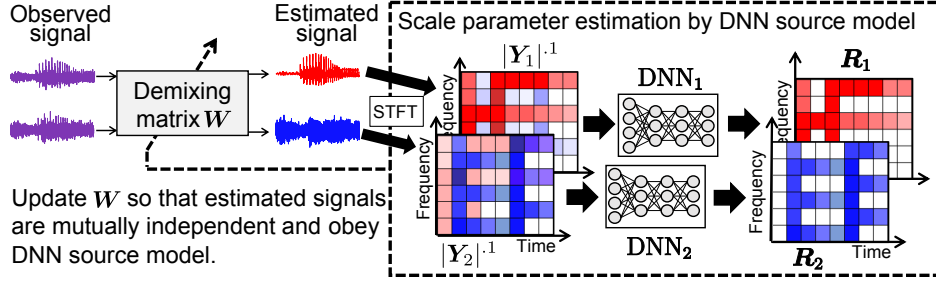 Observed signal
Estimated signal
Scale parameter estimation by DNN source model
Demixing
matrix W
STFT
|Y₁|.¹
DNN₁
R₁
Frequency
Frequency
Time
|Y₂|.¹
DNN₂
Frequency
Time
R₂
Update W so that estimated signals
are mutually independent and obey
DNN source model.